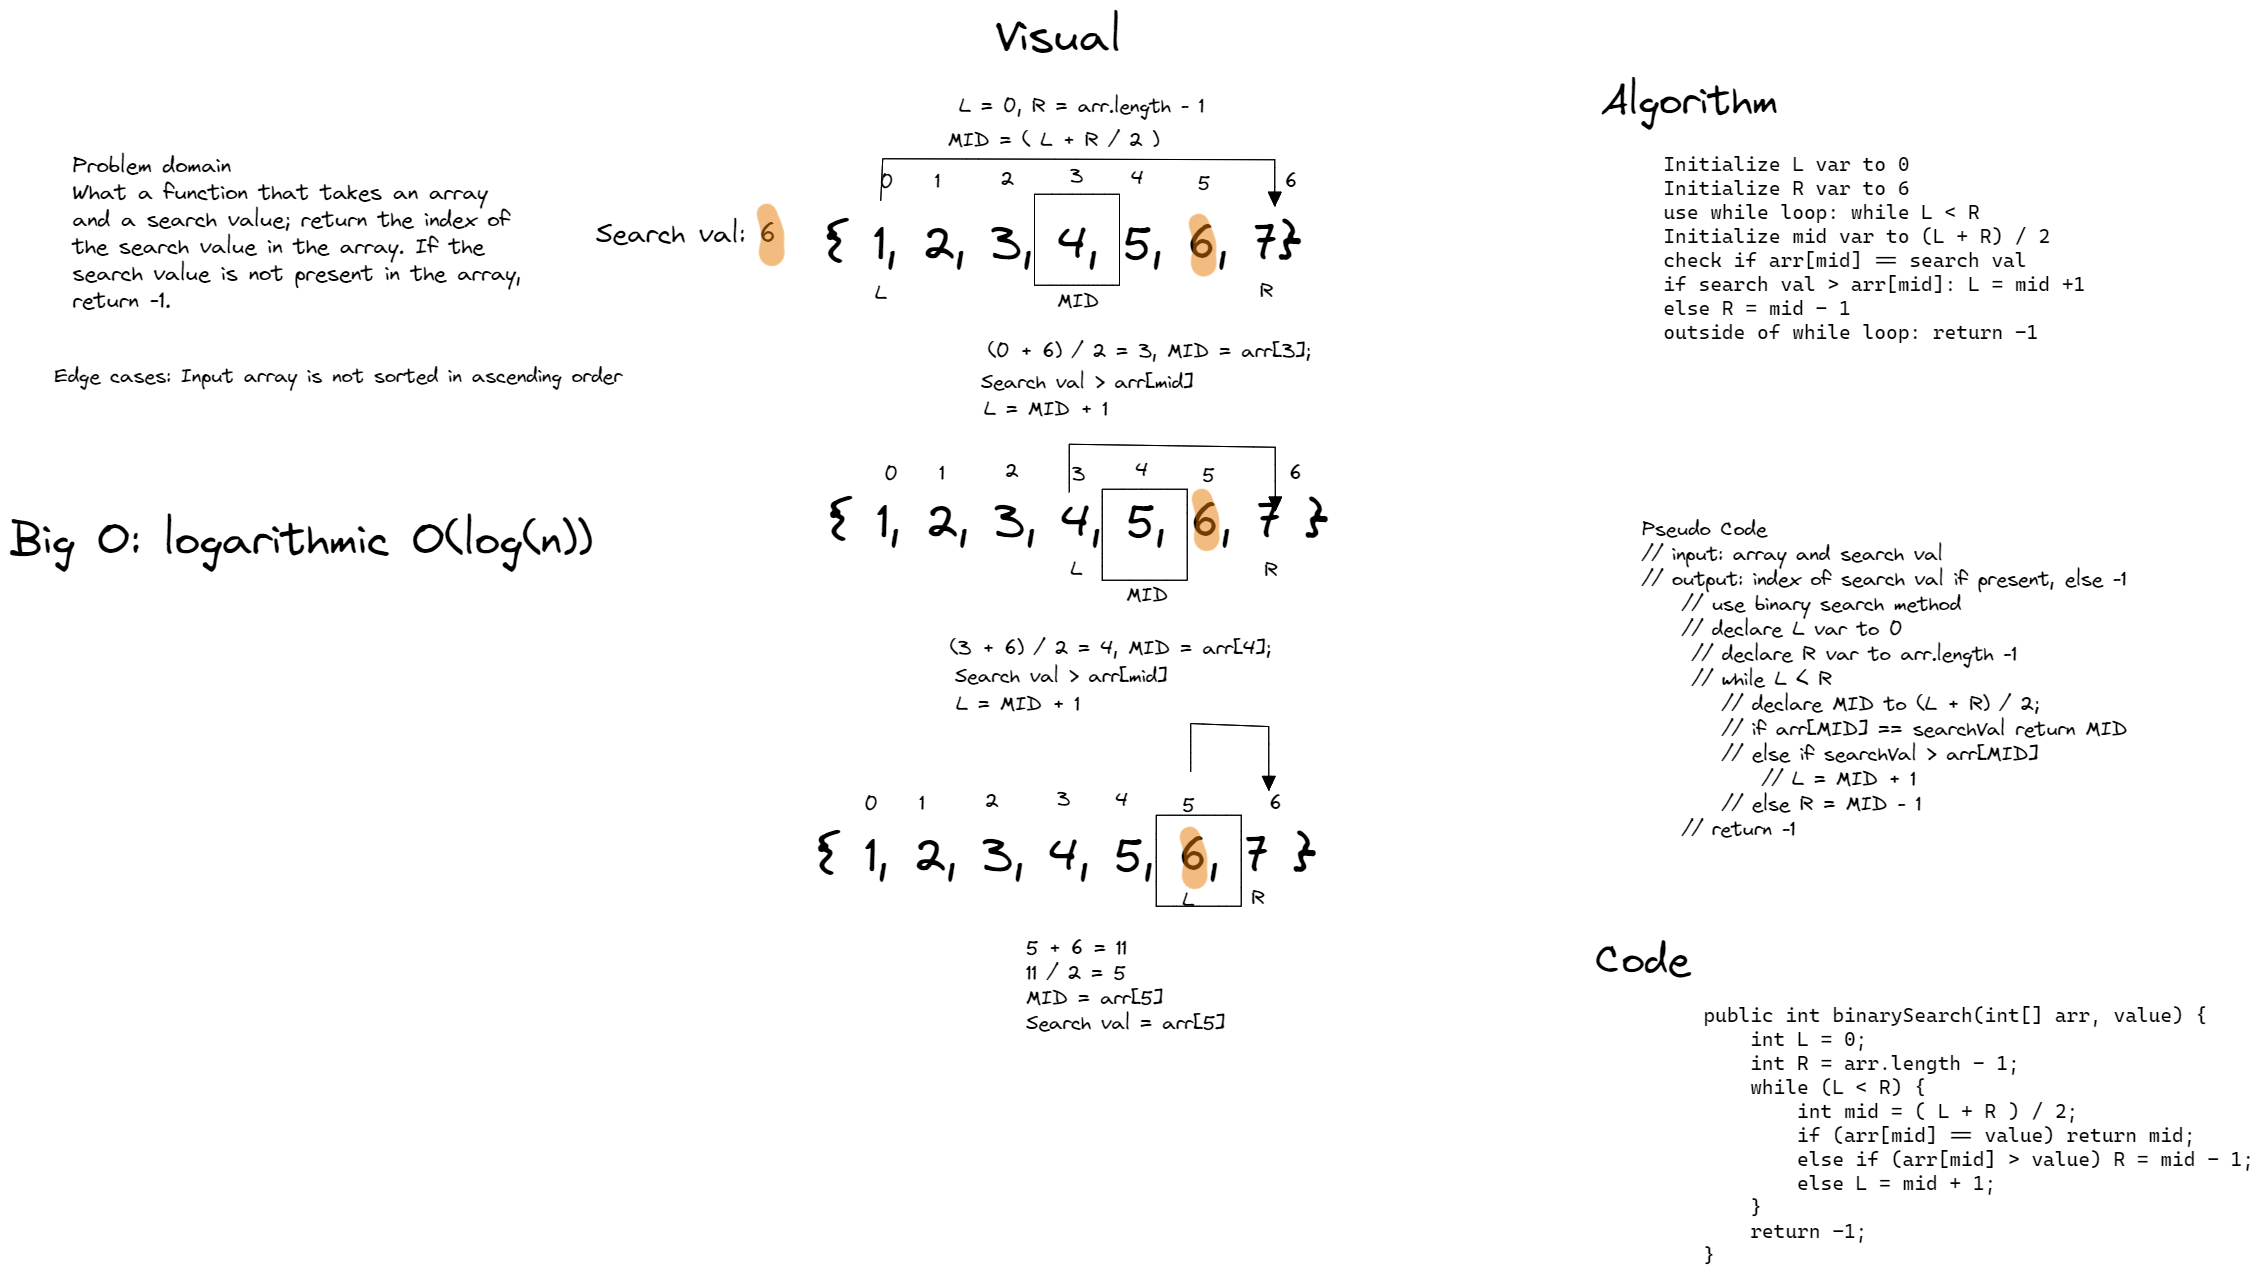 Visual
L = 0, R = arr.length - 1
MID = ( L + R / 2 )
Problem domain
What a function that takes an array
and a search value; return the index of
the search value in the array. If the
search value is not present in the array,
return -1.
Edge cases: Input array is not sorted in ascending order
Big O: logarithmic O(log(n))
0 1 2 3 4 5 6
Search val: 6 { 1, 2, 3, 4, 5, 6, 7}
L MID R
(0 + 6) / 2 = 3, MID = arr[3];
Search val > arr[mid]
L = MID + 1
0 1 2 3 4 5 6
{ 1, 2, 3, 4, 5, 6, 7 }
L R
MID
(3 + 6) / 2 = 4, MID = arr[4];
Search val > arr[mid]
L = MID + 1
0 1 2 3 4 5 6
{ 1, 2, 3, 4, 5, 6, 7 }
L R
5 + 6 = 11
11 / 2 = 5
MID = arr[5]
Search val = arr[5]
Algorithm
Initialize L var to 0
Initialize R var to 6
use while loop: while L < R
Initialize mid var to (L + R) / 2
check if arr[mid] == search val
if search val > arr[mid]: L = mid +1
else R = mid - 1
outside of while loop: return -1
Pseudo Code
// input: array and search val
// output: index of search val if present, else -1
// use binary search method
// declare L var to 0
// declare R var to arr.length -1
// while L < R
// declare MID to (L + R) / 2;
// if arr[MID] == searchVal return MID
// else if searchVal > arr[MID]
// L = MID + 1
// else R = MID - 1
// return -1
Code
public int binarySearch(int[] arr, value) {
int L = 0;
int R = arr.length - 1;
while (L < R) {
int mid = ( L + R ) / 2;
if (arr[mid] == value) return mid;
else if (arr[mid] > value) R = mid - 1;
else L = mid + 1;
}
return -1;
}